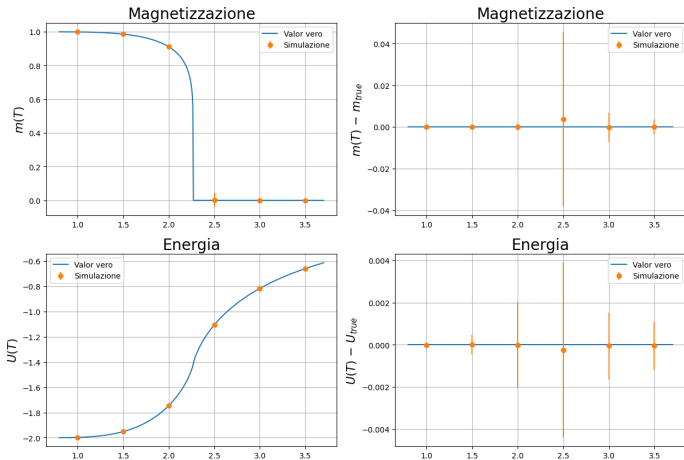 Magnetizzazione
1.0
0.8
0.6
0.4
0.2
0.0
m(T)
Valor vero
Simulazione
1.0 1.5 2.0 2.5 3.0 3.5
Magnetizzazione
0.04
0.02
0.00
−0.02
−0.04
m(T) − m_true
Valor vero
Simulazione
1.0 1.5 2.0 2.5 3.0 3.5
Energia
−0.6
−0.8
−1.0
−1.2
−1.4
−1.6
−1.8
−2.0
U(T)
Valor vero
Simulazione
1.0 1.5 2.0 2.5 3.0 3.5
Energia
0.004
0.002
0.000
−0.002
−0.004
U(T) − U_true
Valor vero
Simulazione
1.0 1.5 2.0 2.5 3.0 3.5